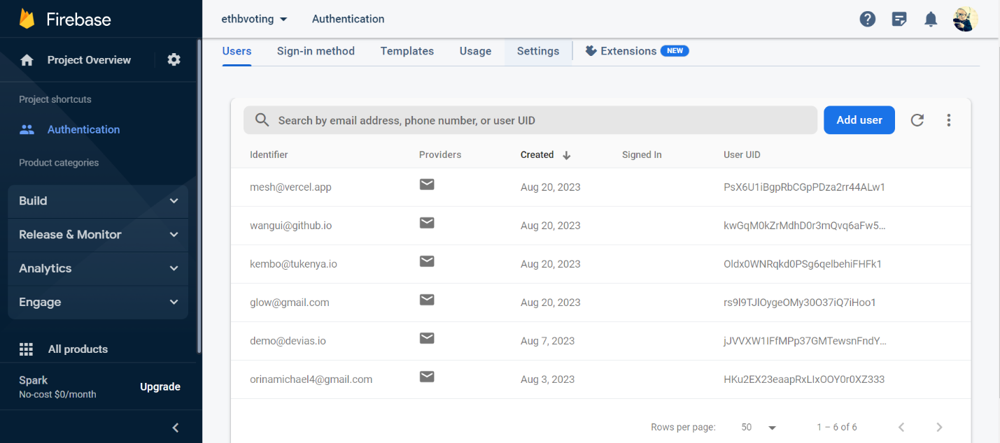 Firebase
Project Overview
Project shortcuts
Authentication
Product categories
Build
Release & Monitor
Analytics
Engage
All products
Spark
No-cost $0/month
Upgrade
ethbvoting Authentication
Users Sign-in method Templates Usage Settings Extensions NEW
Search by email address, phone number, or user UID Add user
Identifier Providers Created Signed In User UID
mesh@vercel.app Aug 20, 2023 PsX6U1iBgpRbCGpPDza2rr44ALw1
wangui@github.io Aug 20, 2023 kwGqM0kZrMdhD0r3mQvq6aFw5...
kembo@tukenya.io Aug 20, 2023 Oldx0WNRqkd0PSg6qelbehiFHFk1
glow@gmail.com Aug 20, 2023 rs9l9TJlOygeOMy30O37iQ7iHoo1
demo@devias.io Aug 7, 2023 jJVVXW1lFfMPp37GMTewsnFndY...
orinamichael4@gmail.com Aug 3, 2023 HKu2EX23eaapRxLIxOOY0r0XZ333
Rows per page: 50 1 – 6 of 6